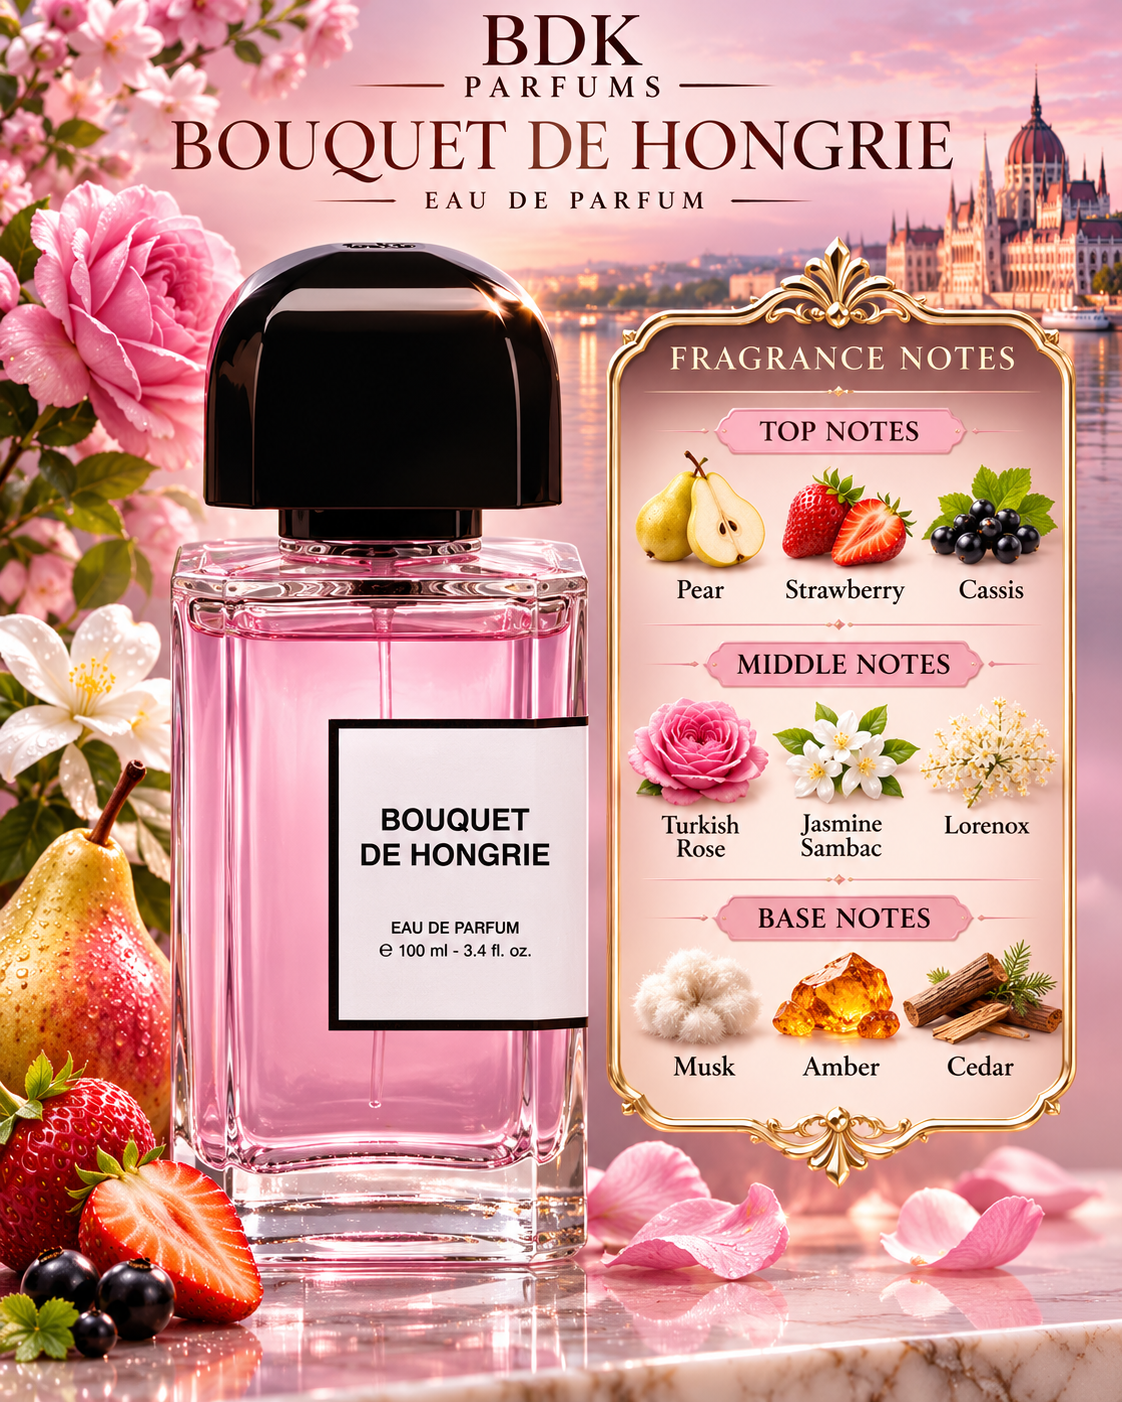 BDK
PARFUMS
BOUQUET DE HONGRIE
EAU DE PARFUM
FRAGRANCE NOTES
TOP NOTES
Pear
Strawberry
Cassis
MIDDLE NOTES
Turkish
Rose
Jasmine
Sambac
Lorenox
BASE NOTES
Musk
Amber
Cedar
BOUQUET
DE HONGRIE
EAU DE PARFUM
℮ 100 ml - 3.4 fl. oz.